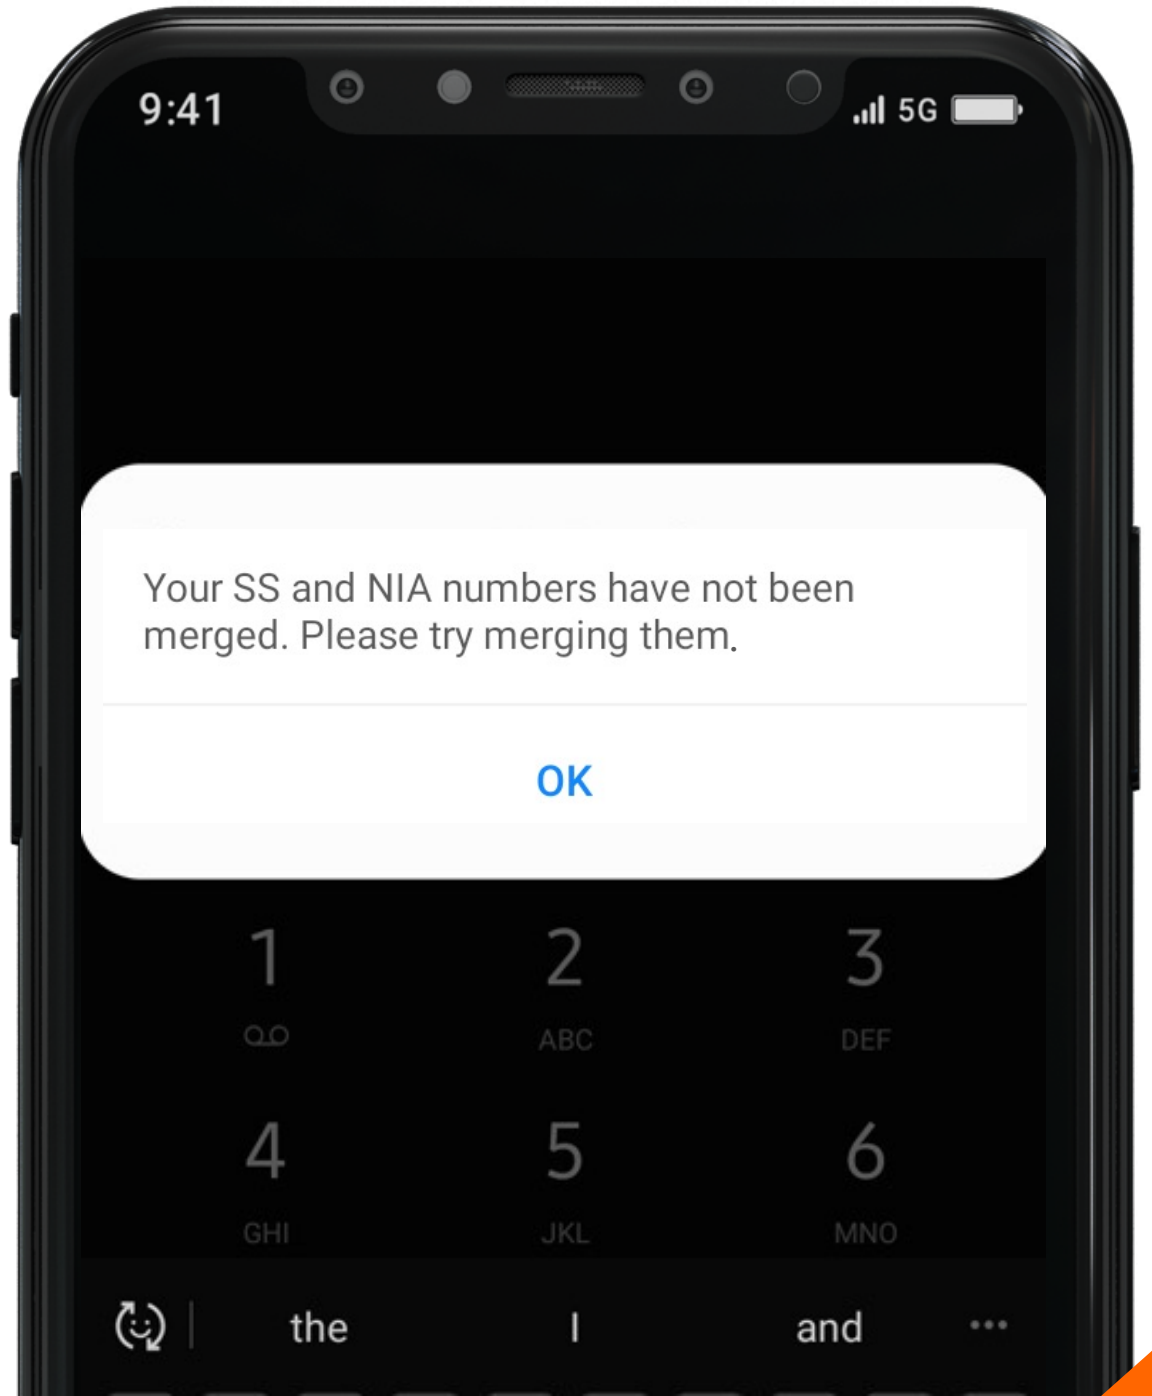 9:41
5G
Your SS and NIA numbers have not been
merged. Please try merging them.
OK
1 2 3
ABC DEF
4 5 6
GHI JKL MNO
the I and